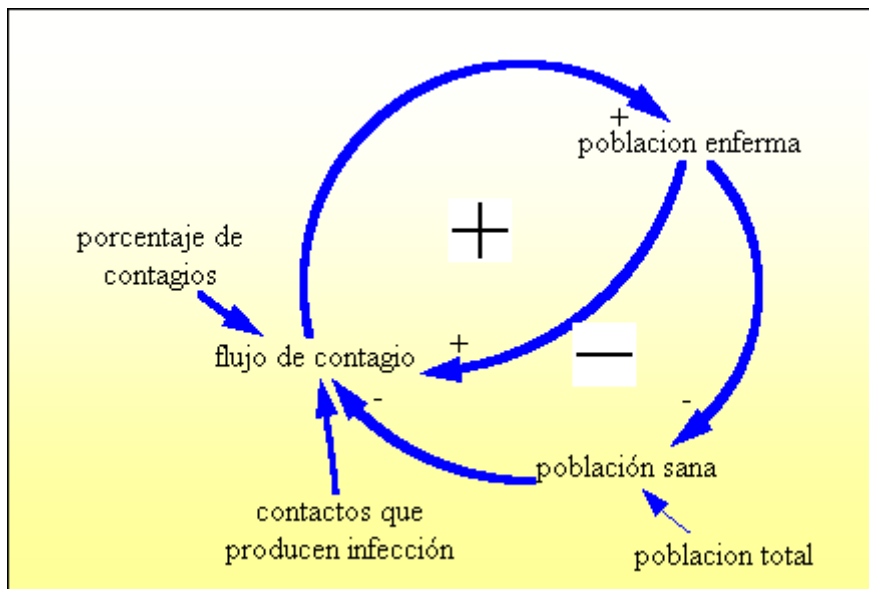 +
poblacion enferma
+
porcentaje de
contagios
+
flujo de contagio
—
-
-
población sana
contactos que
producen infección
poblacion total